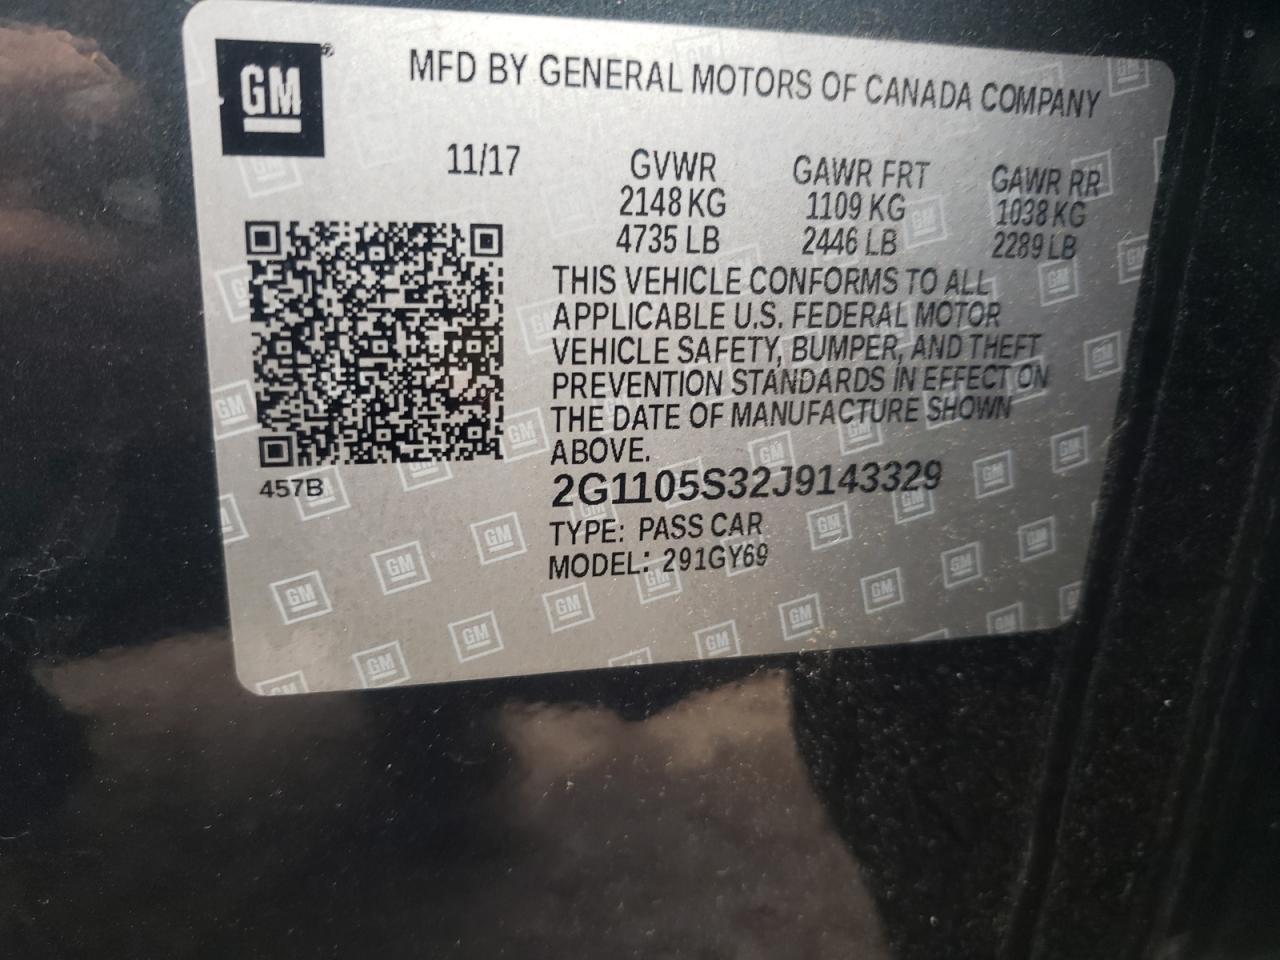 GM
MFD BY GENERAL MOTORS OF CANADA COMPANY
11/17
GVWR GAWR FRT GAWR RR
2148 KG 1109 KG 1038 KG
4735 LB 2446 LB 2289 LB
THIS VEHICLE CONFORMS TO ALL
APPLICABLE U.S. FEDERAL MOTOR
VEHICLE SAFETY, BUMPER, AND THEFT
PREVENTION STANDARDS IN EFFECT ON
THE DATE OF MANUFACTURE SHOWN
ABOVE.
457B
2G1105S32J9143329
TYPE: PASS CAR
MODEL: 291GY69